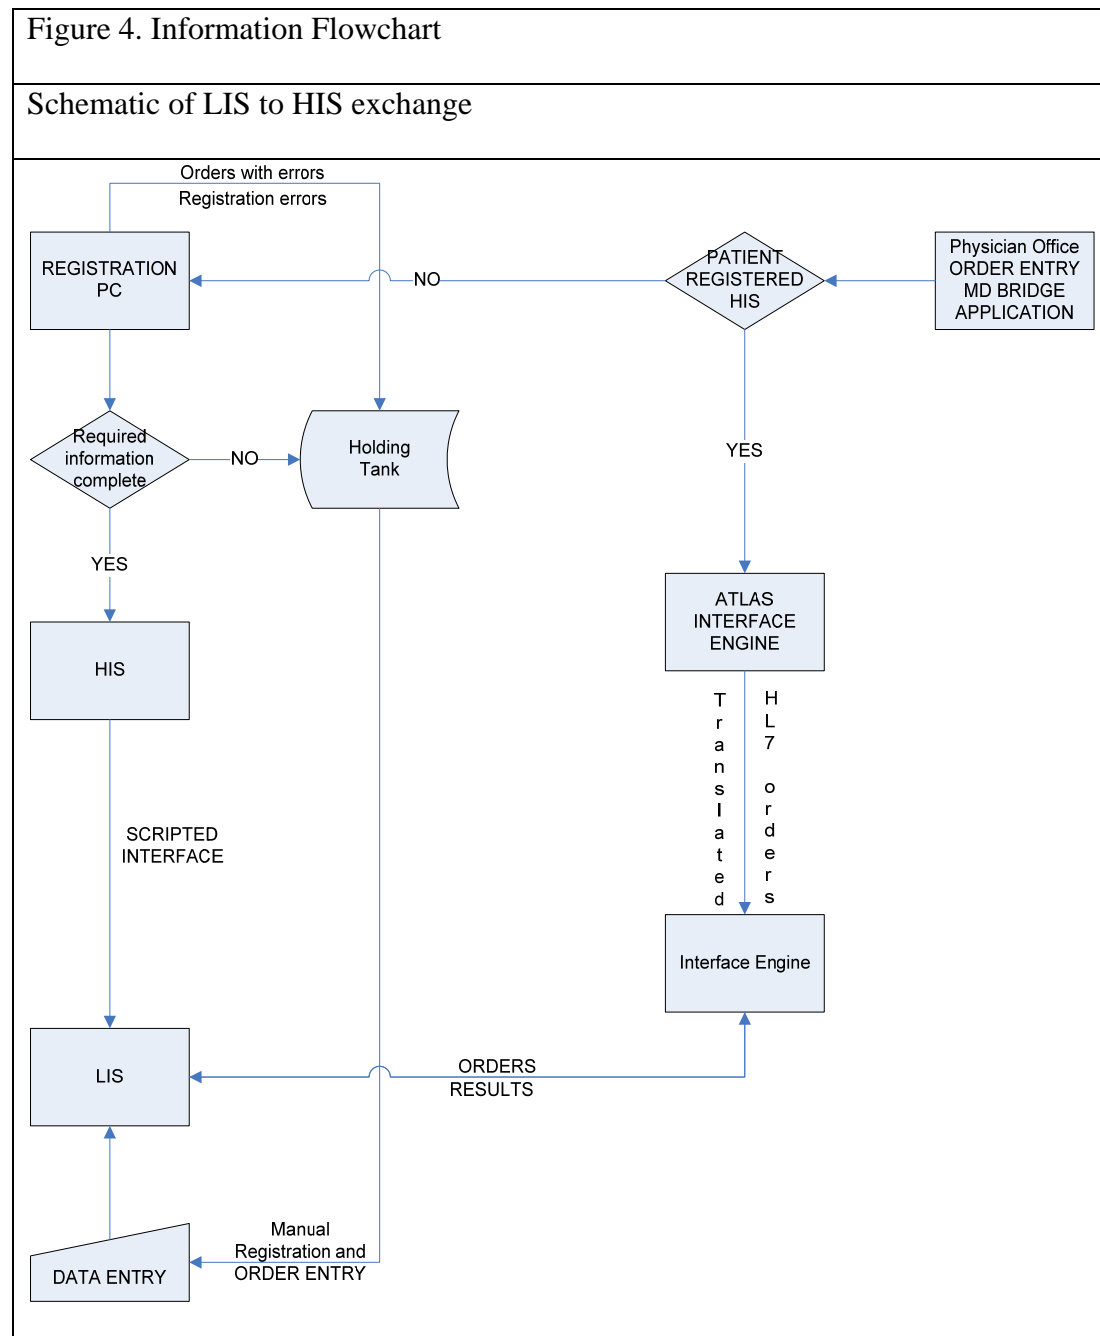 Figure 4. Information Flowchart
Schematic of LIS to HIS exchange
Orders with errors
Registration errors
REGISTRATION
PC
NO
PATIENT
REGISTERED
HIS
Physician Office
ORDER ENTRY
MD BRIDGE
APPLICATION
Required
information
complete
NO
Holding
Tank
YES
YES
HIS
ATLAS
INTERFACE
ENGINE
Translated
HL7 orders
SCRIPTED
INTERFACE
Interface Engine
LIS
ORDERS
RESULTS
Manual
Registration and
ORDER ENTRY
DATA ENTRY